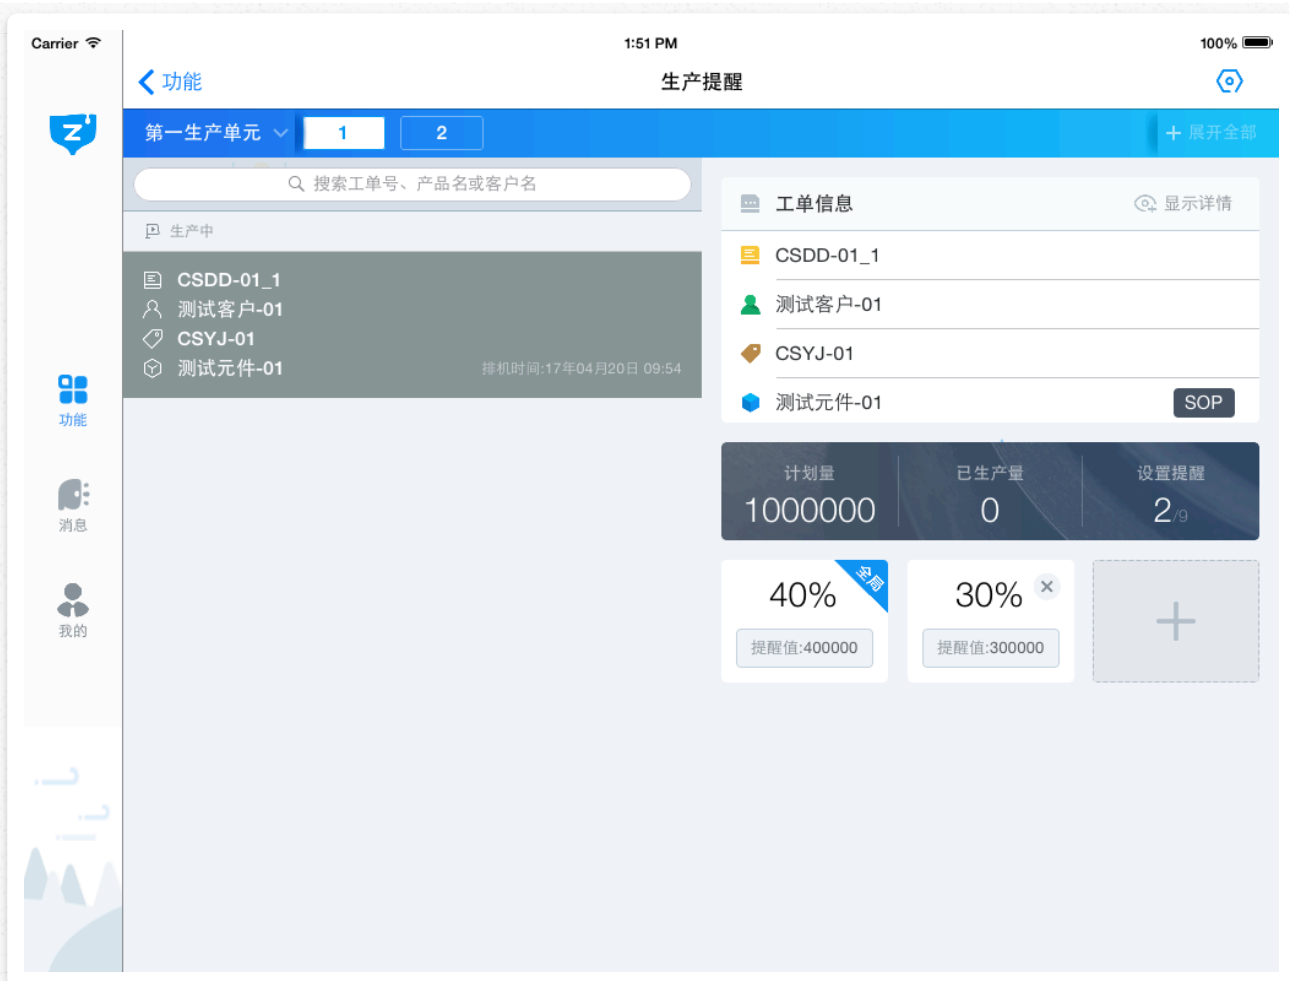 Carrier
1:51 PM
100%
功能
生产提醒
第一生产单元
1
2
展开全部
搜索工单号、产品名或客户名
生产中
CSDD-01_1
测试客户-01
CSYJ-01
测试元件-01
排机时间:17年04月20日 09:54
工单信息
显示详情
CSDD-01_1
测试客户-01
CSYJ-01
测试元件-01
SOP
计划量
已生产量
设置提醒
1000000
0
2/9
40%
全局
30%
提醒值:400000
提醒值:300000
功能
消息
我的